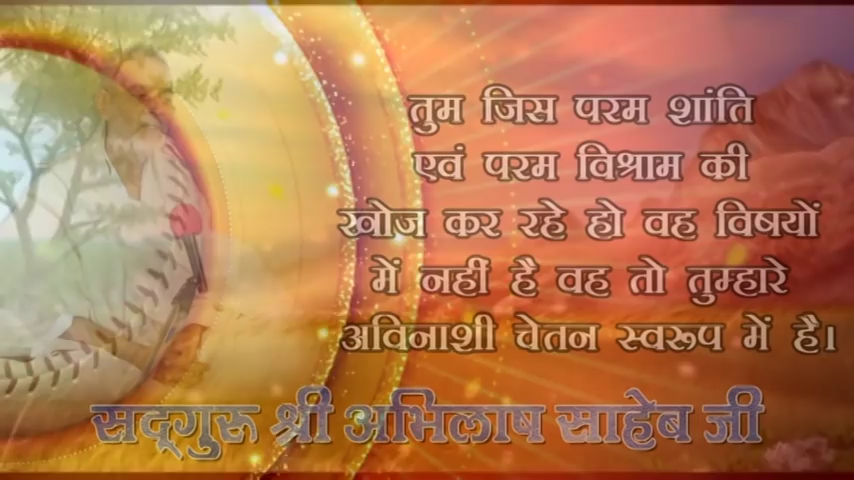 तुम जिस परम शांति
एवं परम विश्राम की
खोज कर रहे हो वह विषयों
में नहीं है वह तो तुम्हारे
अविनाशी चेतन स्वरूप में है।
सद्गुरू श्री अभिलाष साहेब जी